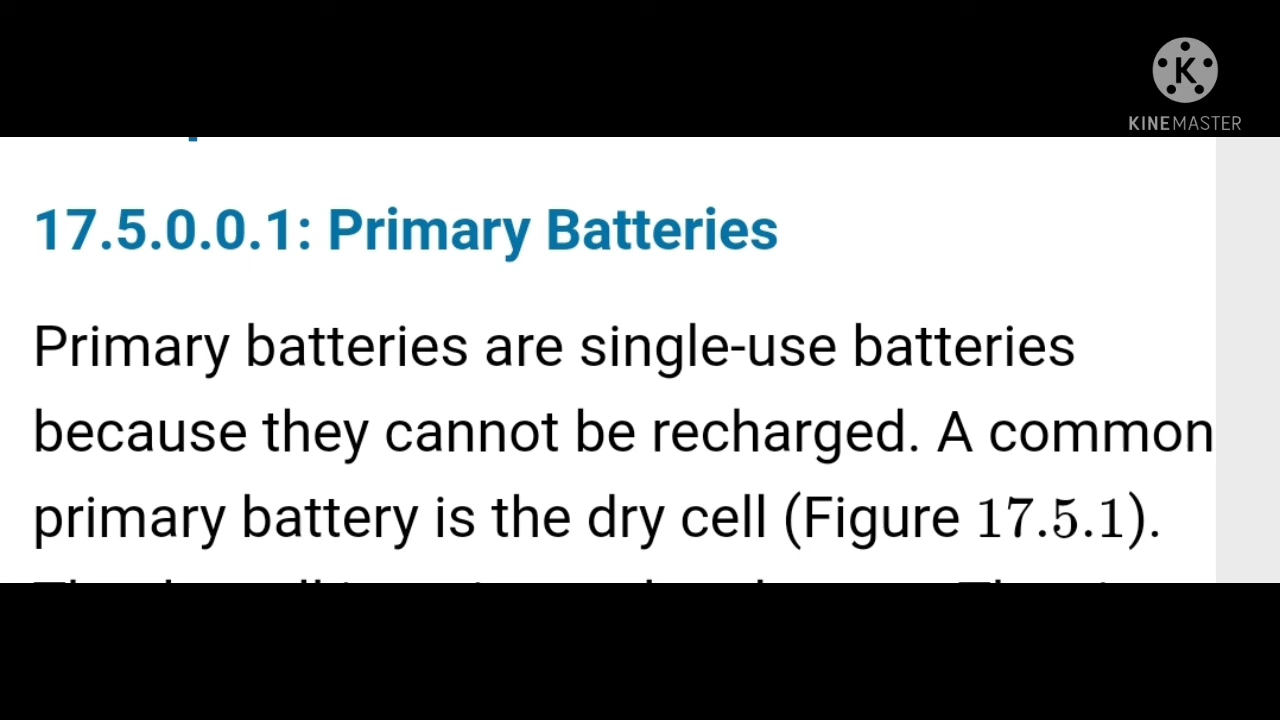 K
KINEMASTER
17.5.0.0.1: Primary Batteries
Primary batteries are single-use batteries
because they cannot be recharged. A common
primary battery is the dry cell (Figure 17.5.1).